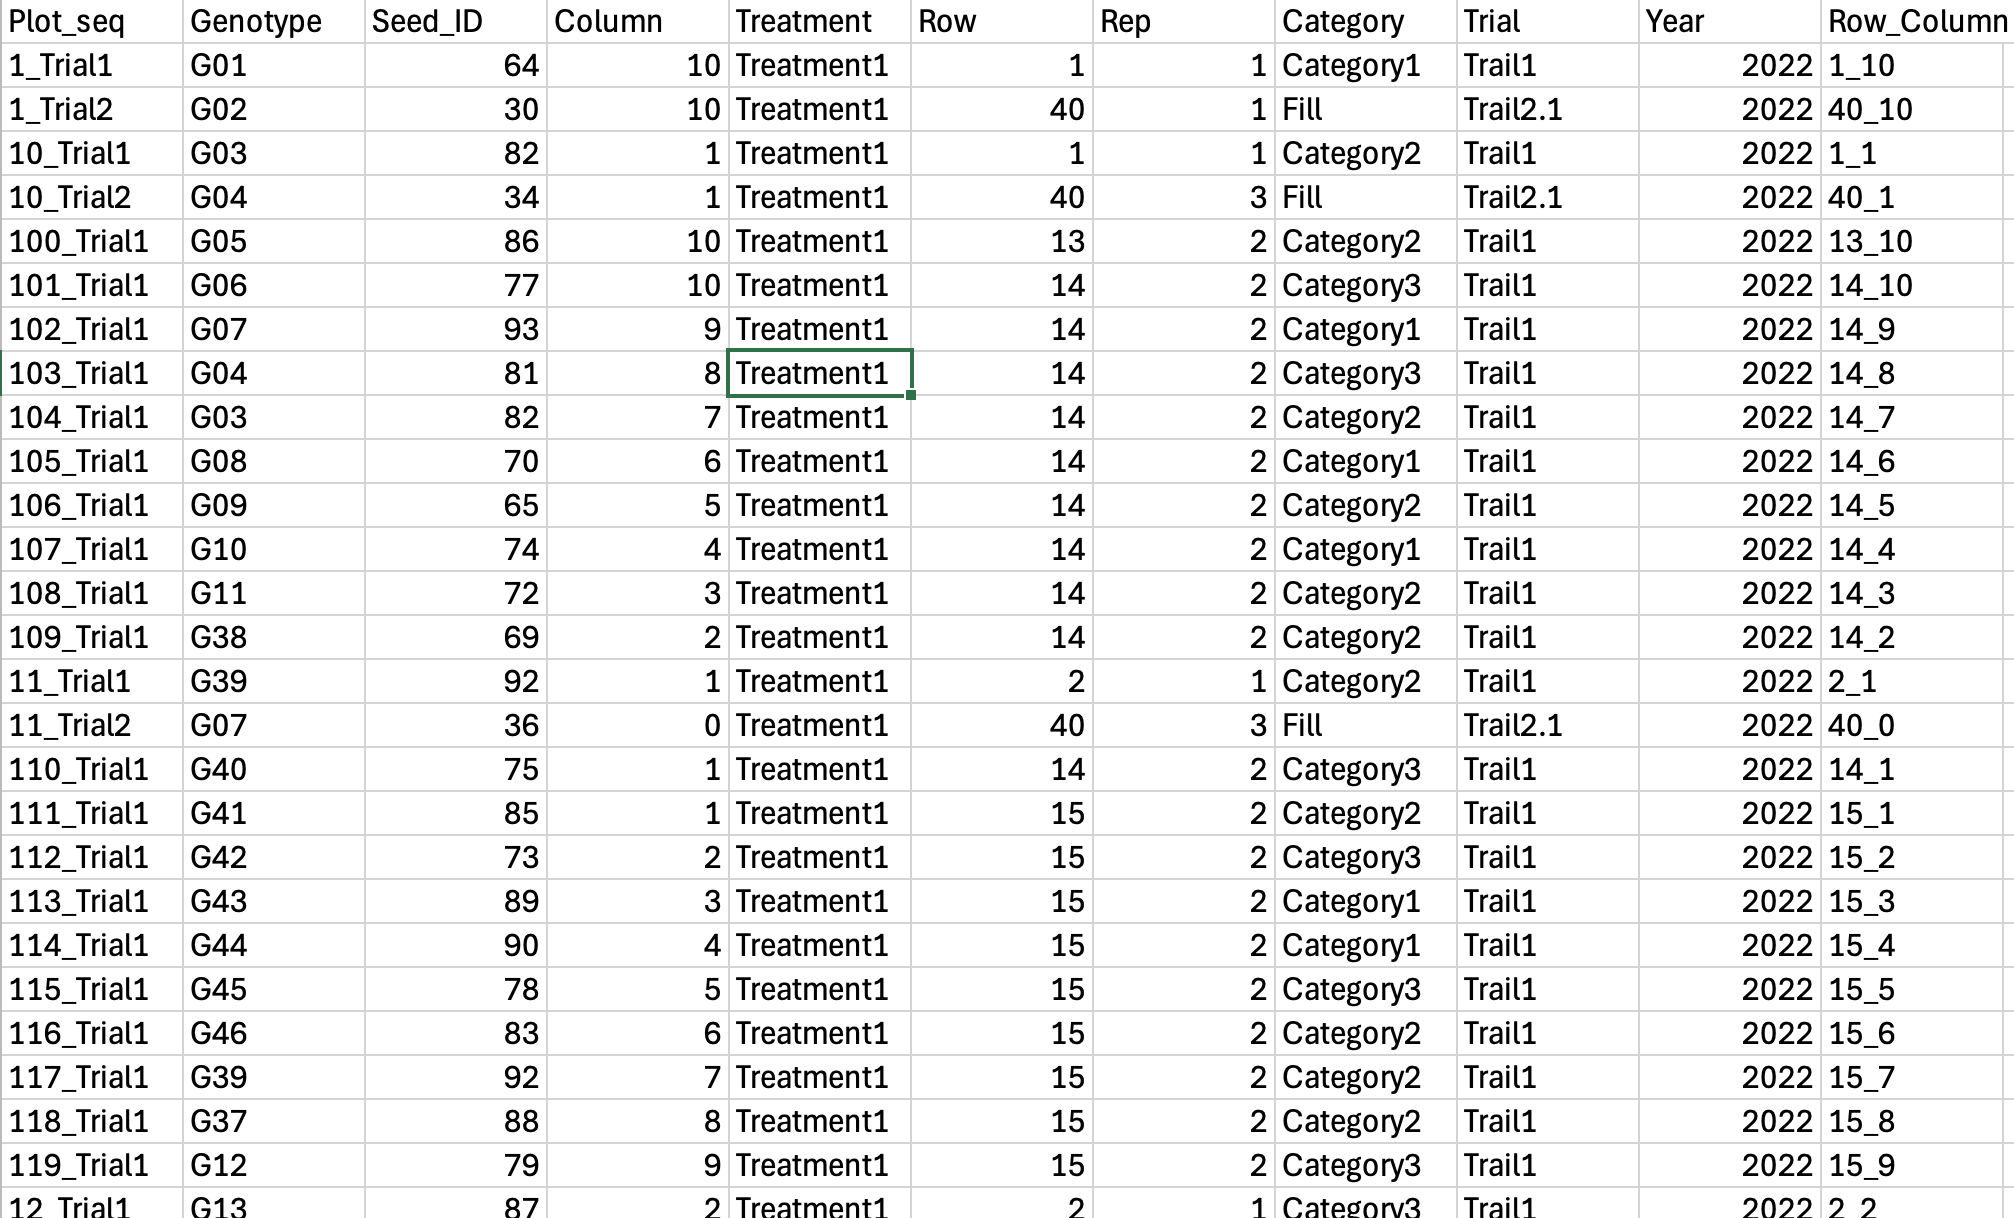 Plot_seq Genotype Seed_ID Column Treatment Row Rep Category Trial Year Row_Column
1_Trial1 G01 64 10 Treatment1 1 1 Category1 Trail1 2022 1_10
1_Trial2 G02 30 10 Treatment1 40 1 Fill Trail2.1 2022 40_10
10_Trial1 G03 82 1 Treatment1 1 1 Category2 Trail1 2022 1_1
10_Trial2 G04 34 1 Treatment1 40 3 Fill Trail2.1 2022 40_1
100_Trial1 G05 86 10 Treatment1 13 2 Category2 Trail1 2022 13_10
101_Trial1 G06 77 10 Treatment1 14 2 Category3 Trail1 2022 14_10
102_Trial1 G07 93 9 Treatment1 14 2 Category1 Trail1 2022 14_9
103_Trial1 G04 81 8 Treatment1 14 2 Category3 Trail1 2022 14_8
104_Trial1 G03 82 7 Treatment1 14 2 Category2 Trail1 2022 14_7
105_Trial1 G08 70 6 Treatment1 14 2 Category1 Trail1 2022 14_6
106_Trial1 G09 65 5 Treatment1 14 2 Category2 Trail1 2022 14_5
107_Trial1 G10 74 4 Treatment1 14 2 Category1 Trail1 2022 14_4
108_Trial1 G11 72 3 Treatment1 14 2 Category2 Trail1 2022 14_3
109_Trial1 G38 69 2 Treatment1 14 2 Category2 Trail1 2022 14_2
11_Trial1 G39 92 1 Treatment1 2 1 Category2 Trail1 2022 2_1
11_Trial2 G07 36 0 Treatment1 40 3 Fill Trail2.1 2022 40_0
110_Trial1 G40 75 1 Treatment1 14 2 Category3 Trail1 2022 14_1
111_Trial1 G41 85 1 Treatment1 15 2 Category2 Trail1 2022 15_1
112_Trial1 G42 73 2 Treatment1 15 2 Category3 Trail1 2022 15_2
113_Trial1 G43 89 3 Treatment1 15 2 Category1 Trail1 2022 15_3
114_Trial1 G44 90 4 Treatment1 15 2 Category1 Trail1 2022 15_4
115_Trial1 G45 78 5 Treatment1 15 2 Category3 Trail1 2022 15_5
116_Trial1 G46 83 6 Treatment1 15 2 Category2 Trail1 2022 15_6
117_Trial1 G39 92 7 Treatment1 15 2 Category2 Trail1 2022 15_7
118_Trial1 G37 88 8 Treatment1 15 2 Category2 Trail1 2022 15_8
119_Trial1 G12 79 9 Treatment1 15 2 Category3 Trail1 2022 15_9
12_Trial1 G13 87 2 Treatment1 2 1 Category3 Trail1 2022 2_2